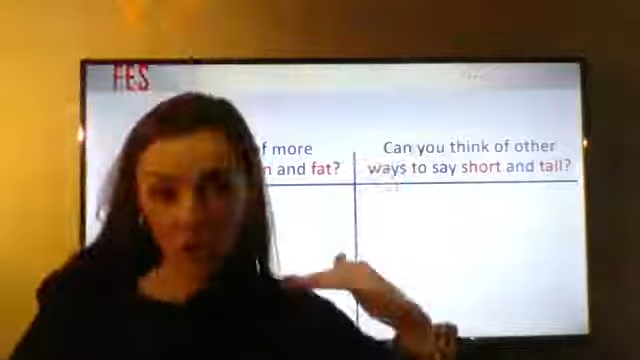 FES
f more
n and fat?
Can you think of other
ways to say short and tall?